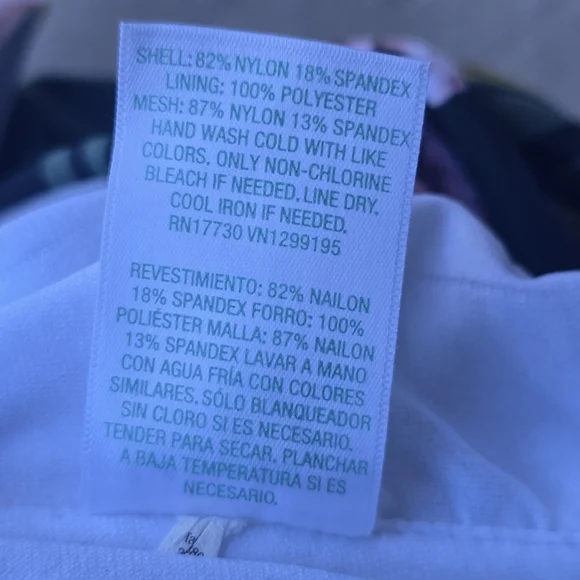 SHELL: 82% NYLON 18% SPANDEX
LINING: 100% POLYESTER
MESH: 87% NYLON 13% SPANDEX
HAND WASH COLD WITH LIKE
COLORS. ONLY NON-CHLORINE
BLEACH IF NEEDED. LINE DRY.
COOL IRON IF NEEDED.
RN17730 VN1299195
REVESTIMIENTO: 82% NAILON
18% SPANDEX FORRO: 100%
POLIÉSTER MALLA: 87% NAILON
13% SPANDEX LAVAR A MANO
CON AGUA FRÍA CON COLORES
SIMILARES. SÓLO BLANQUEADOR
SIN CLORO SI ES NECESARIO.
TENDER PARA SECAR. PLANCHAR
A BAJA TEMPERATURA SI ES
NECESARIO.